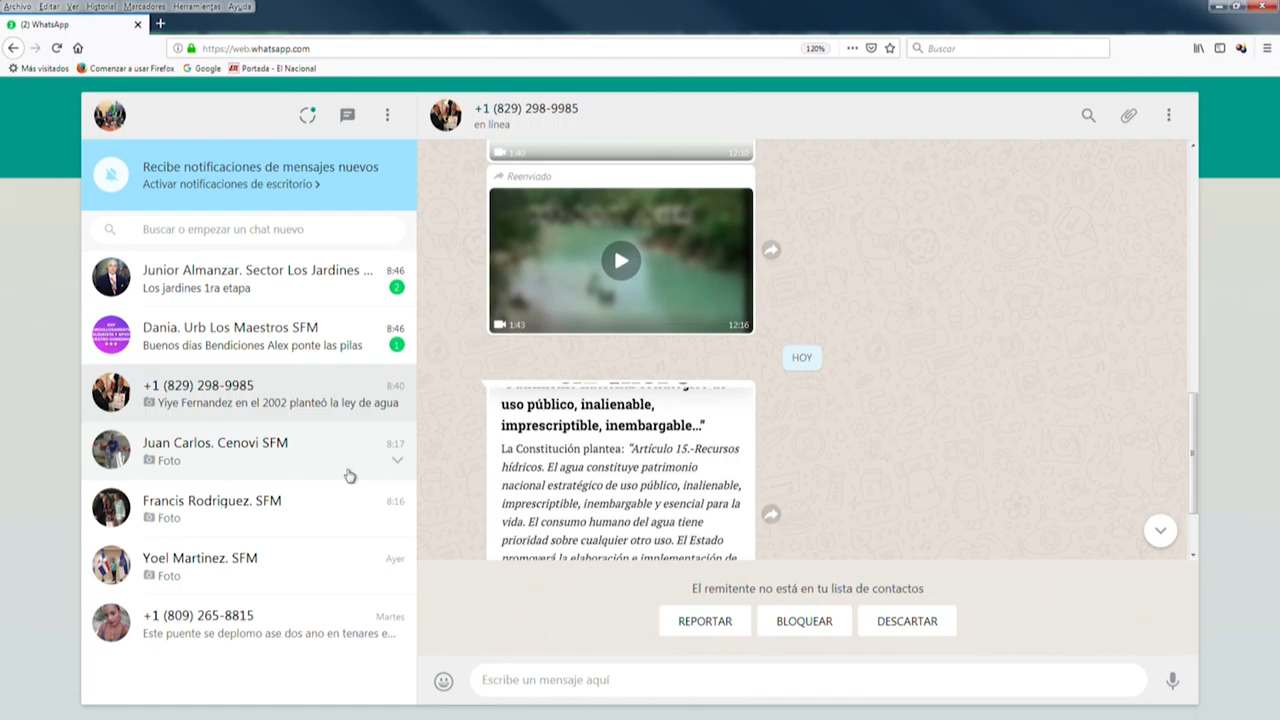 Archivo Editar Ver Historial Marcadores Herramientas Ayuda
(2) WhatsApp
https://web.whatsapp.com
120%
Buscar
Más visitados
Comenzar a usar Firefox
Google
Portada - El Nacional
+1 (829) 298-9985
en línea
Recibe notificaciones de mensajes nuevos
Activar notificaciones de escritorio
Buscar o empezar un chat nuevo
Junior Almanzar. Sector Los Jardines ...
8:46
Los jardines 1ra etapa
2
Dania. Urb Los Maestros SFM
8:46
Buenos días Bendiciones Alex ponte las pilas
1
+1 (829) 298-9985
8:40
Yiye Fernandez en el 2002 planteó la ley de agua
Juan Carlos. Cenovi SFM
8:17
Foto
Francis Rodriguez. SFM
8:16
Foto
Yoel Martinez. SFM
Ayer
Foto
+1 (809) 265-8815
Martes
Este puente se deplomo ase dos ano en tenares e...
1:40
12:10
Reenviado
1:43
12:16
HOY
uso público, inalienable,
imprescriptible, inembargable…”
La Constitución plantea: “Artículo 15.-Recursos
hídricos. El agua constituye patrimonio
nacional estratégico de uso público, inalienable,
imprescriptible, inembargable y esencial para la
vida. El consumo humano del agua tiene
prioridad sobre cualquier otro uso. El Estado
promoverá la elaboración e implementación de
El remitente no está en tu lista de contactos
REPORTAR
BLOQUEAR
DESCARTAR
Escribe un mensaje aquí